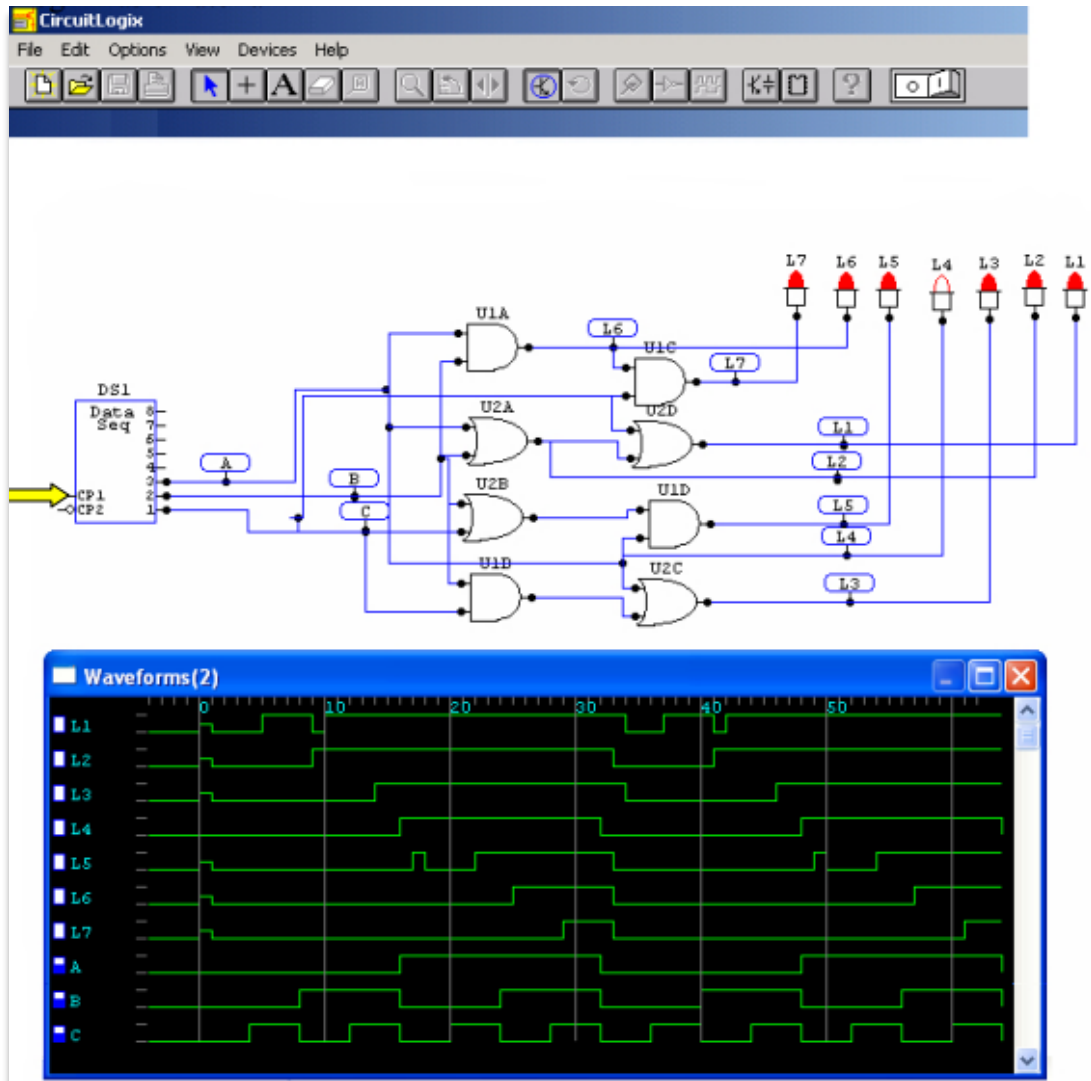 CircuitLogix
File Edit Options View Devices Help
A
?
L7 L6 L5 L4 L3 L2 L1
U1A
L6
U1C
L7
DS1
Data
Seq
8
7
6
5
4
3
2
1
CP1
CP2
A
B
C
U2A
U2D
L1
L2
U2B
U1D
L5
L4
U1D
U2C
L3
Waveforms(2)
0 10 20 30 40 50
L1
L2
L3
L4
L5
L6
L7
A
B
C